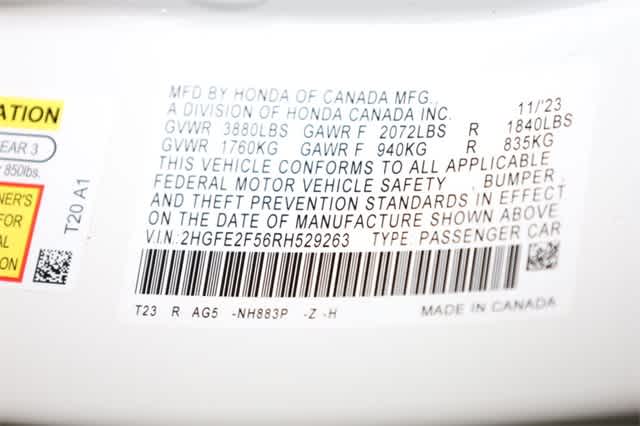 ATION
EAR 3
850lbs.
NER'S
FOR
AL
ION
T20 A1
MFD BY HONDA OF CANADA MFG.,
A DIVISION OF HONDA CANADA INC. 11/'23
GVWR 3880LBS GAWR F 2072LBS R 1840LBS
GVWR 1760KG GAWR F 940KG R 835KG
THIS VEHICLE CONFORMS TO ALL APPLICABLE
FEDERAL MOTOR VEHICLE SAFETY , BUMPER,
AND THEFT PREVENTION STANDARDS IN EFFECT
ON THE DATE OF MANUFACTURE SHOWN ABOVE.
V.I.N: 2HGFE2F56RH529263 TYPE: PASSENGER CAR
T23 R AG5 -NH883P -Z -H MADE IN CANADA